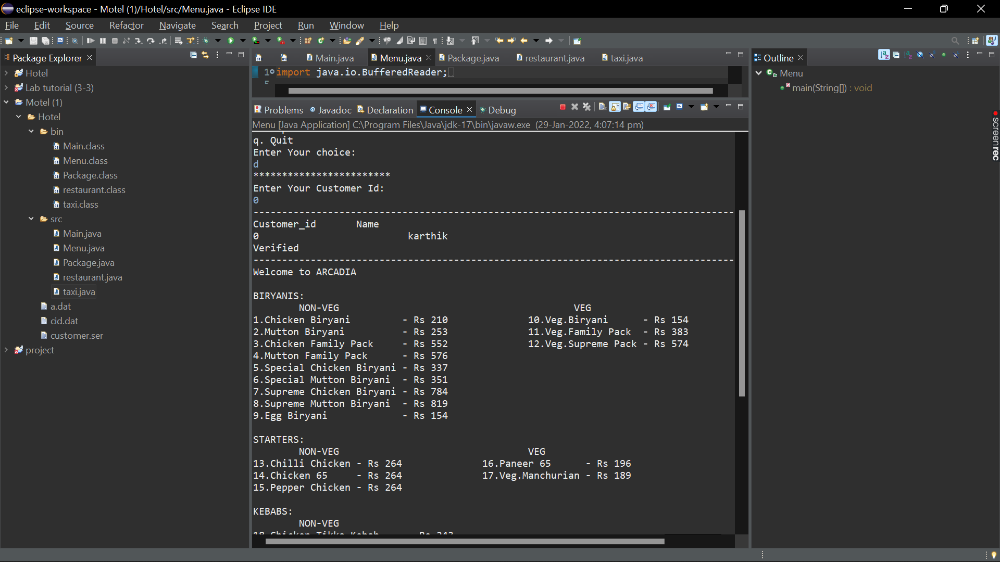 eclipse-workspace - Motel (1)/Hotel/src/Menu.java - Eclipse IDE
File Edit Source Refactor Navigate Search Project Run Window Help
Package Explorer
Hotel
Lab tutorial (3-3)
Motel (1)
Hotel
bin
Main.class
Menu.class
Package.class
restaurant.class
taxi.class
src
Main.java
Menu.java
Package.java
restaurant.java
taxi.java
a.dat
cid.dat
customer.ser
project
Main.java Menu.java Package.java restaurant.java taxi.java
1 import java.io.BufferedReader;
Problems Javadoc Declaration Console Debug
Menu [Java Application] C:\Program Files\Java\jdk-17\bin\javaw.exe (29-Jan-2022, 4:07:14 pm)
q. Quit
Enter Your choice:
d
************************
Enter Your Customer Id:
0
------------------------------------------------------------------------------------
Customer_id Name
0 karthik
Verified
------------------------------------------------------------------------------------
Welcome to ARCADIA
BIRYANIS:
NON-VEG VEG
1.Chicken Biryani - Rs 210 10.Veg.Biryani - Rs 154
2.Mutton Biryani - Rs 253 11.Veg.Family Pack - Rs 383
3.Chicken Family Pack - Rs 552 12.Veg.Supreme Pack - Rs 574
4.Mutton Family Pack - Rs 576
5.Special Chicken Biryani - Rs 337
6.Special Mutton Biryani - Rs 351
7.Supreme Chicken Biryani - Rs 784
8.Supreme Mutton Biryani - Rs 819
9.Egg Biryani - Rs 154
STARTERS:
NON-VEG VEG
13.Chilli Chicken - Rs 264 16.Paneer 65 - Rs 196
14.Chicken 65 - Rs 264 17.Veg.Manchurian - Rs 189
15.Pepper Chicken - Rs 264
KEBABS:
NON-VEG
Outline
Menu
main(String[]) : void
screenrec